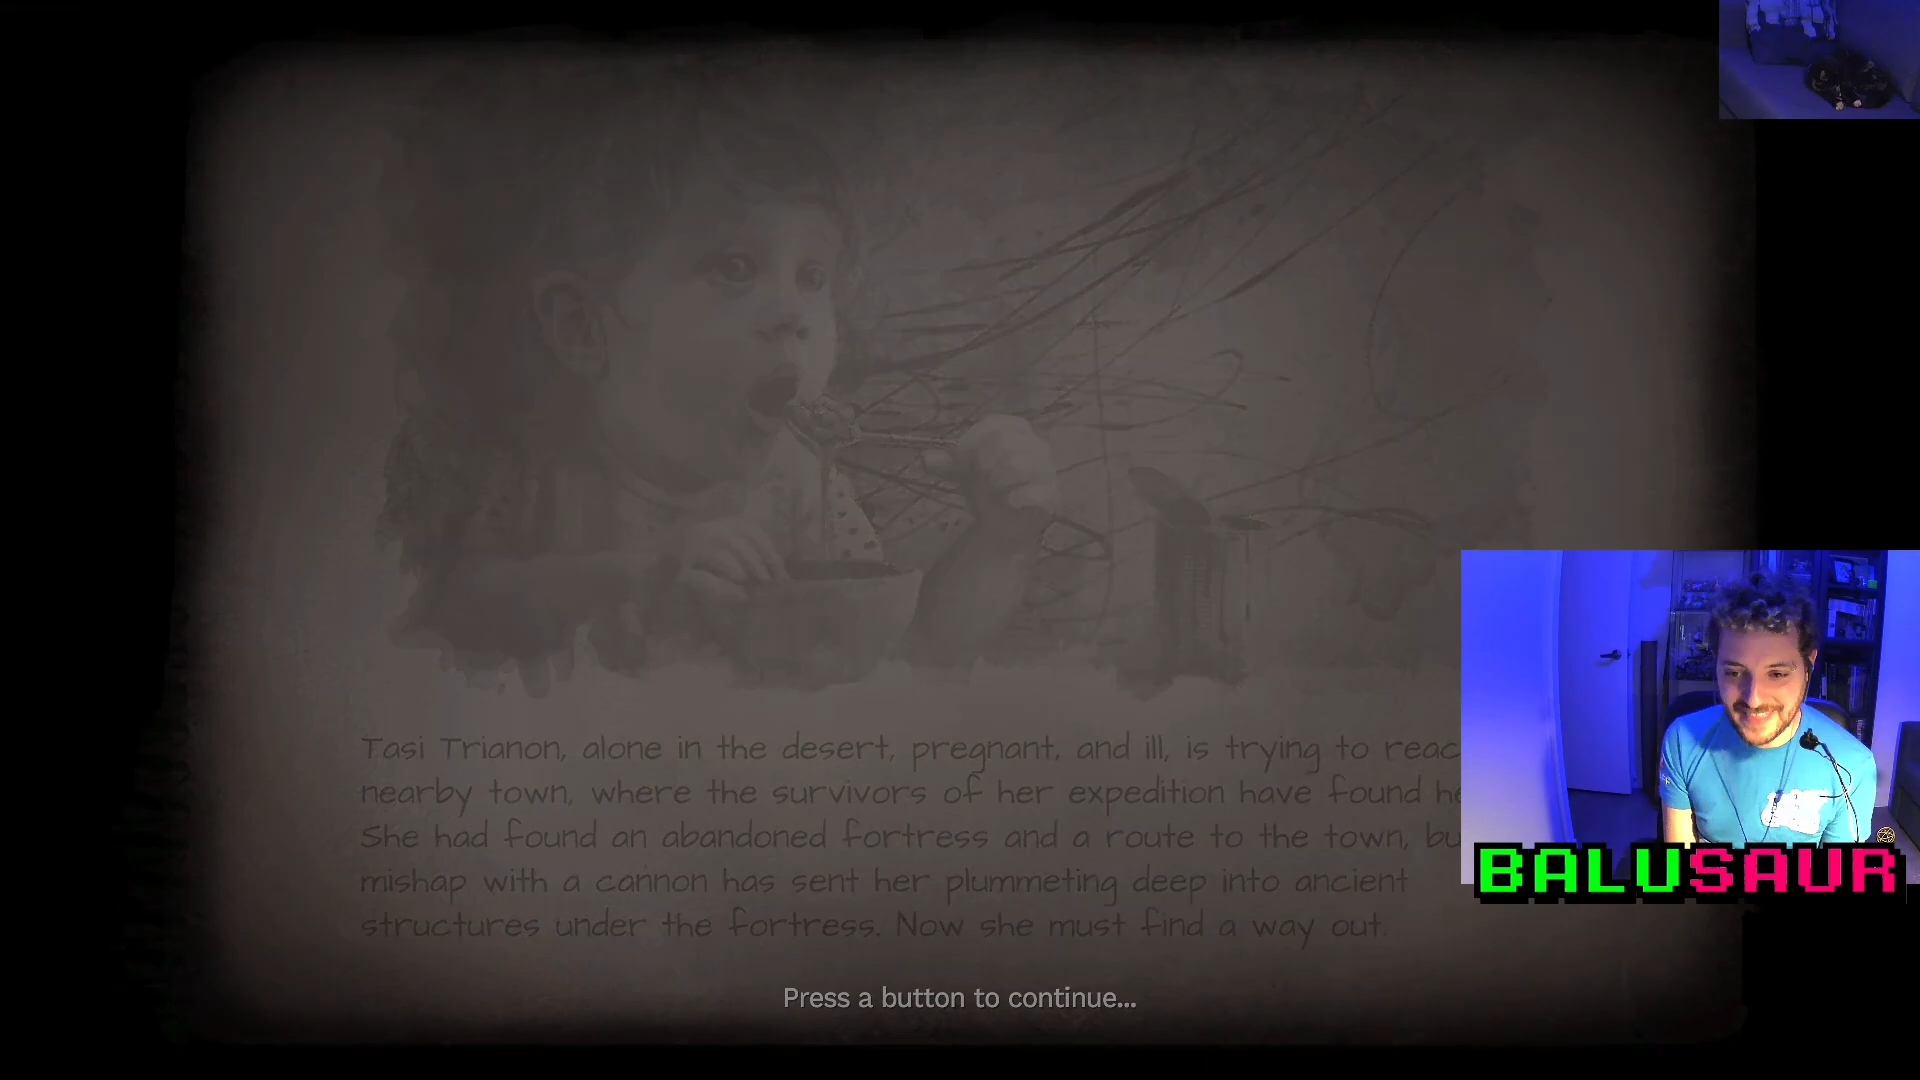 Tasi Trianon, alone in the desert, pregnant, and ill, is trying to reac
nearby town, where the survivors of her expedition have found he
She had found an abandoned fortress and a route to the town, bu
mishap with a cannon has sent her plummeting deep into ancient
structures under the fortress. Now she must find a way out.
Press a button to continue...
BALUSAUR